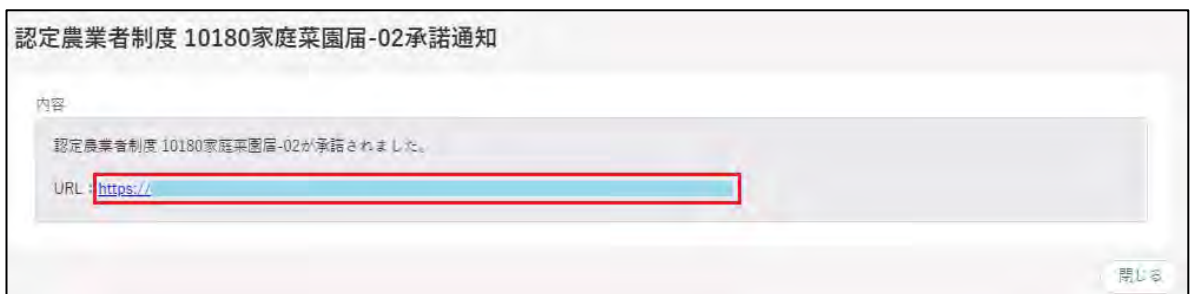 認定農業者制度 10180家庭菜園届-02承諾通知
内容
認定農業者制度 10180家庭菜園届-02が承諾されました。
URL：https://
閉じる